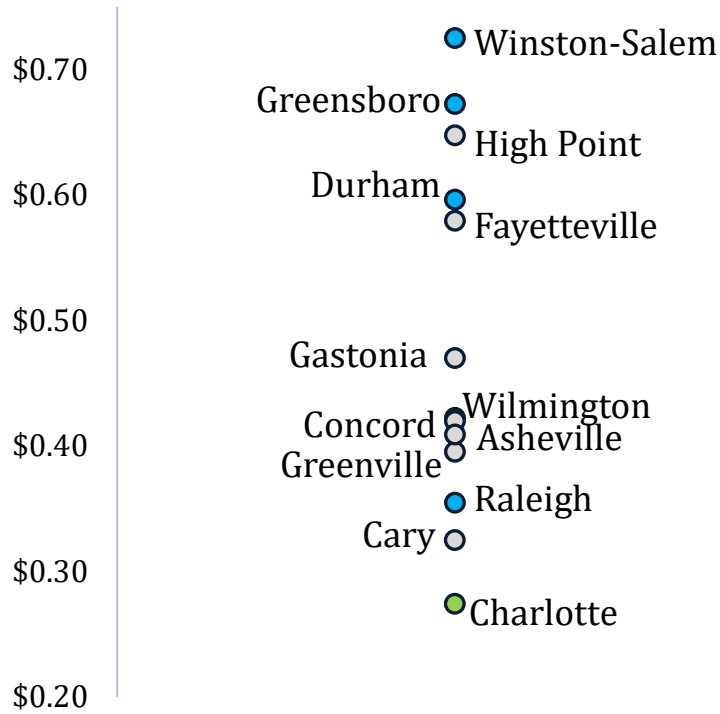 Winston-Salem
$0.70
Greensboro
High Point
Durham
$0.60
Fayetteville
$0.50
Gastonia
Wilmington
Concord
Asheville
$0.40
Greenville
Raleigh
Cary
$0.30
Charlotte
$0.20